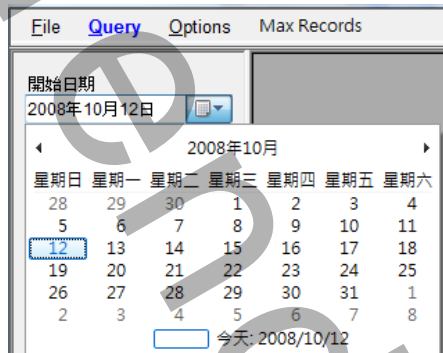 File Query Options Max Records
開始日期
2008年10月12日
2008年10月
星期日 星期一 星期二 星期三 星期四 星期五 星期六
28 29 30 1 2 3 4
5 6 7 8 9 10 11
12 13 14 15 16 17 18
19 20 21 22 23 24 25
26 27 28 29 30 31 1
2 3 4 5 6 7 8
今天: 2008/10/12